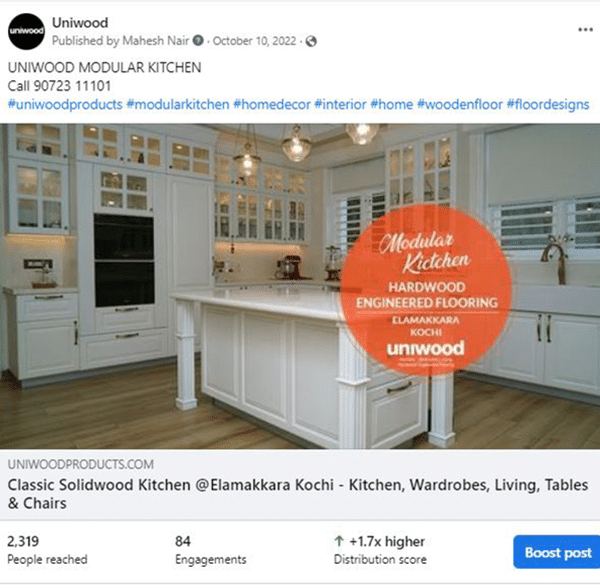 uniwood
Uniwood
Published by Mahesh Nair · October 10, 2022 ·
UNIWOOD MODULAR KITCHEN
Call 90723 11101
#uniwoodproducts #modularkitchen #homedecor #interior #home #woodenfloor #floordesigns
Modular
Kictchen
HARDWOOD
ENGINEERED FLOORING
ELAMAKKARA
KOCHI
unıwood
UNIWOODPRODUCTS.COM
Classic Solidwood Kitchen @Elamakkara Kochi - Kitchen, Wardrobes, Living, Tables
& Chairs
2,319
People reached
84
Engagements
↑ +1.7x higher
Distribution score
Boost post